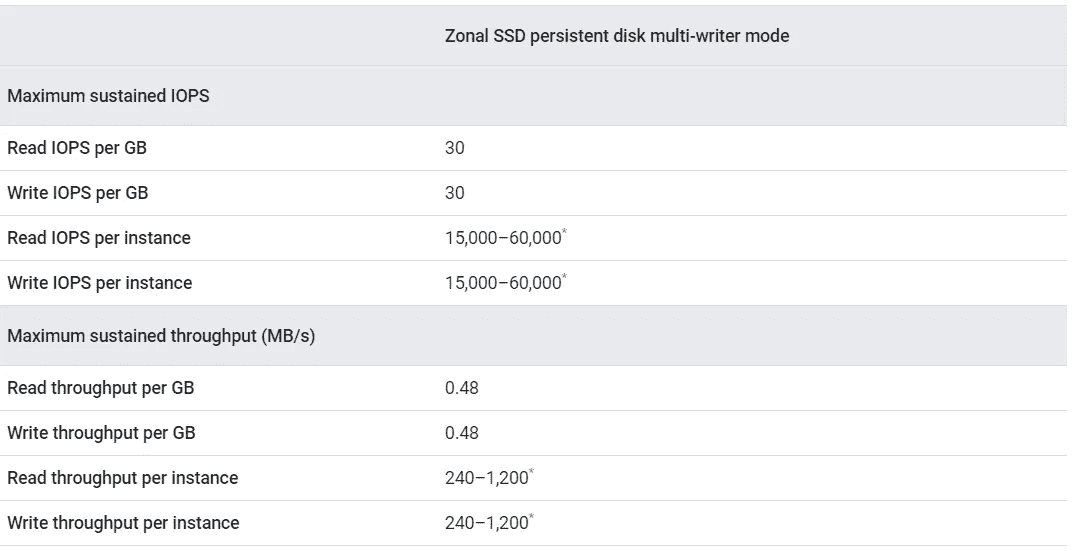 Zonal SSD persistent disk multi-writer mode
Maximum sustained IOPS
Read IOPS per GB 30
Write IOPS per GB 30
Read IOPS per instance 15,000–60,000*
Write IOPS per instance 15,000–60,000*
Maximum sustained throughput (MB/s)
Read throughput per GB 0.48
Write throughput per GB 0.48
Read throughput per instance 240–1,200*
Write throughput per instance 240–1,200*